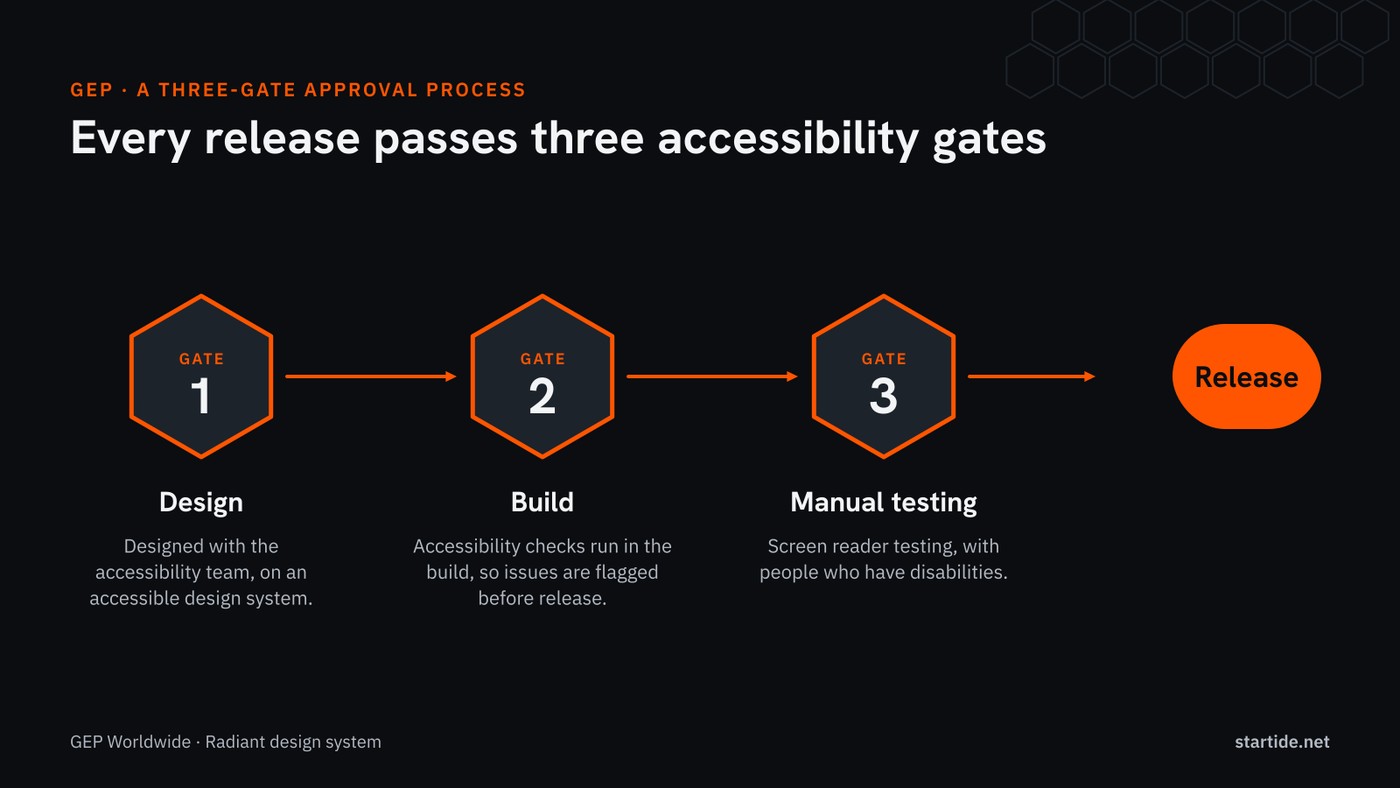 GEP · A THREE-GATE APPROVAL PROCESS
Every release passes three accessibility gates
GATE
1
GATE
2
GATE
3
Release
Design
Designed with the
accessibility team, on an
accessible design system.
Build
Accessibility checks run in the
build, so issues are flagged
before release.
Manual testing
Screen reader testing, with
people who have disabilities.
GEP Worldwide · Radiant design system
startide.net